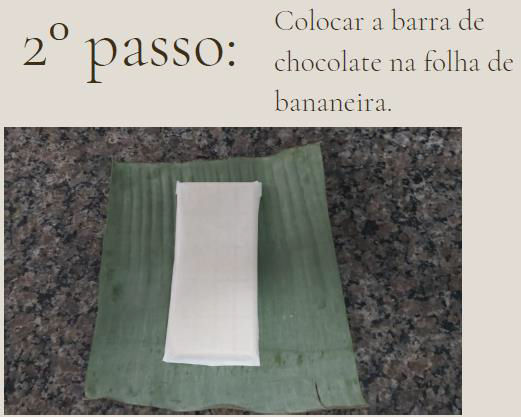 2º passo:
Colocar a barra de
chocolate na folha de
bananeira.